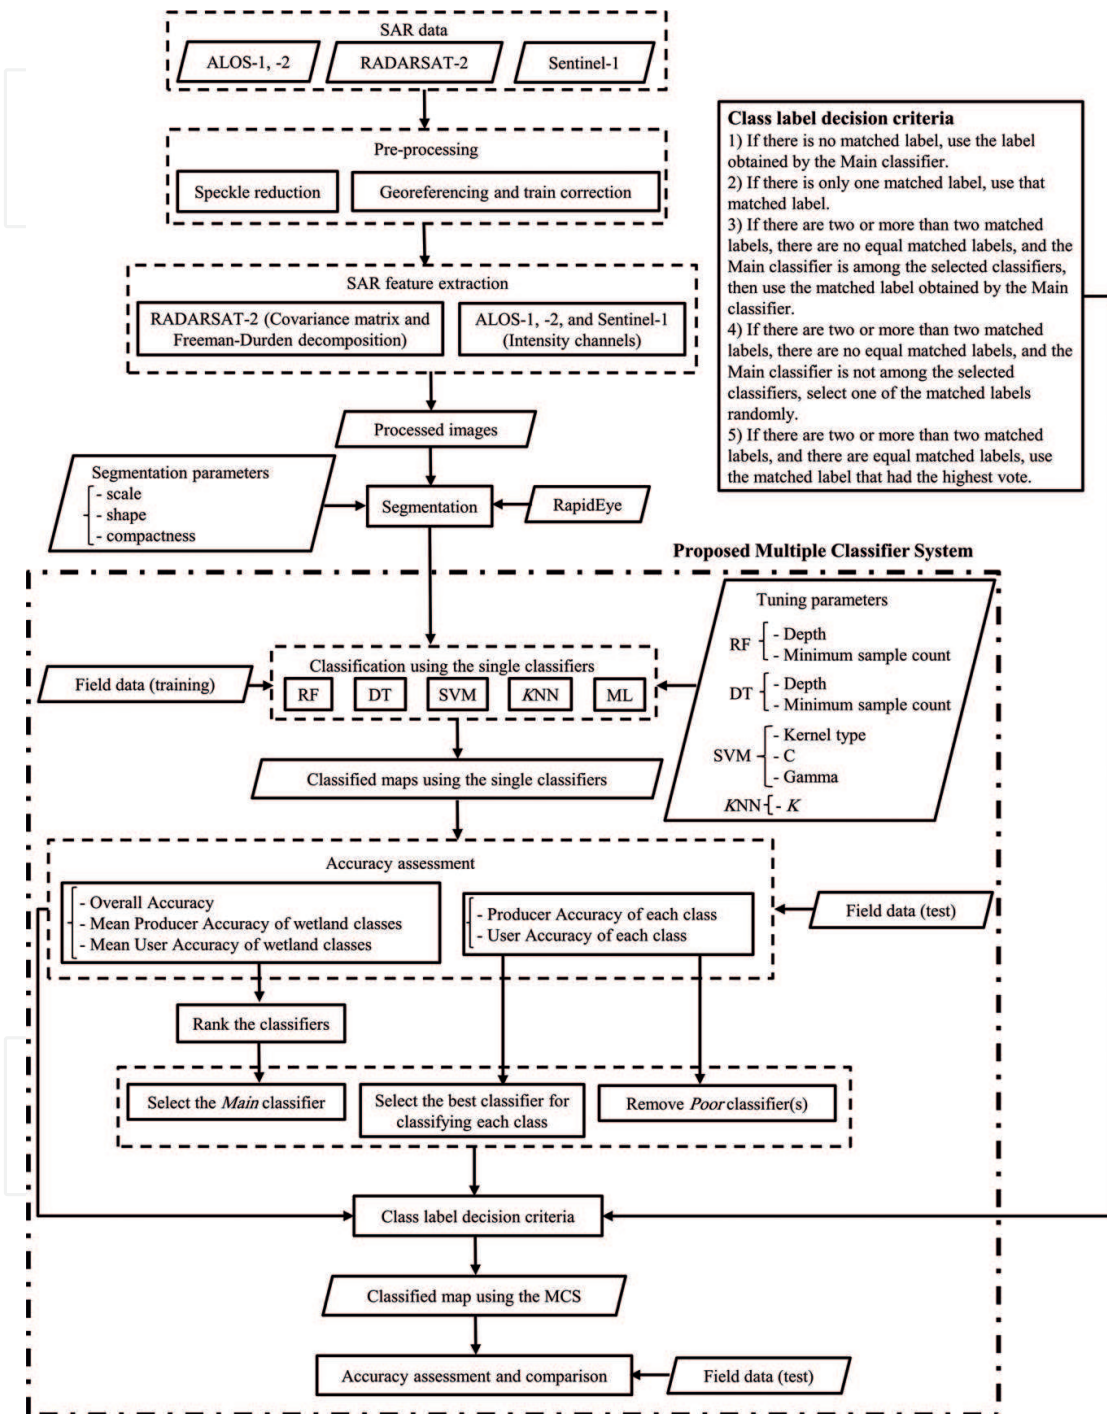 SAR data
ALOS-1, -2
RADARSAT-2
Sentinel-1
Pre-processing
Speckle reduction
Georeferencing and train correction
SAR feature extraction
RADARSAT-2 (Covariance matrix and
Freeman-Durden decomposition)
ALOS-1, -2, and Sentinel-1
(Intensity channels)
Processed images
Segmentation parameters
- scale
- shape
- compactness
Segmentation
RapidEye
Class label decision criteria
1) If there is no matched label, use the label
obtained by the Main classifier.
2) If there is only one matched label, use that
matched label.
3) If there are two or more than two matched
labels, there are no equal matched labels, and the
Main classifier is among the selected classifiers,
then use the matched label obtained by the Main
classifier.
4) If there are two or more than two matched
labels, there are no equal matched labels, and the
Main classifier is not among the selected
classifiers, select one of the matched labels
randomly.
5) If there are two or more than two matched
labels, and there are equal matched labels, use
the matched label that had the highest vote.
Proposed Multiple Classifier System
Tuning parameters
RF
- Depth
- Minimum sample count
DT
- Depth
- Minimum sample count
SVM
- Kernel type
- C
- Gamma
KNN
- K
Field data (training)
Classification using the single classifiers
RF
DT
SVM
KNN
ML
Classified maps using the single classifiers
Accuracy assessment
- Overall Accuracy
- Mean Producer Accuracy of wetland classes
- Mean User Accuracy of wetland classes
- Producer Accuracy of each class
- User Accuracy of each class
Field data (test)
Rank the classifiers
Select the Main classifier
Select the best classifier for
classifying each class
Remove Poor classifier(s)
Class label decision criteria
Classified map using the MCS
Accuracy assessment and comparison
Field data (test)